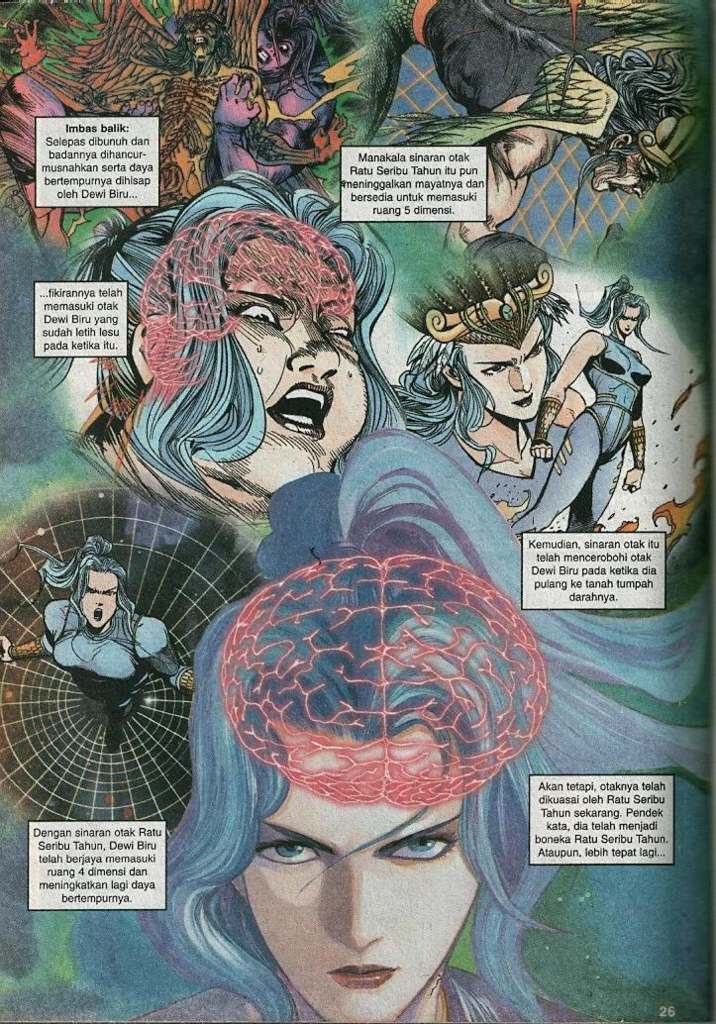 Imbas balik:
Selepas dibunuh dan
badannya dihancur-
musnahkan serta daya
bertempurnya dihisap
oleh Dewi Biru...
Manakala sinaran otak
Ratu Seribu Tahun itu pun
meninggalkan mayatnya dan
bersedia untuk memasuki
ruang 5 dimensi.
...fikirannya telah
memasuki otak
Dewi Biru yang
sudah letih lesu
pada ketika itu.
Kemudian, sinaran otak itu
telah mencerobohi otak
Dewi Biru pada ketika dia
pulang ke tanah tumpah
darahnya.
Dengan sinaran otak Ratu
Seribu Tahun, Dewi Biru
telah berjaya memasuki
ruang 4 dimensi dan
meningkatkan lagi daya
bertempurnya.
Akan tetapi, otaknya telah
dikuasai oleh Ratu Seribu
Tahun sekarang. Pendek
kata, dia telah menjadi
boneka Ratu Seribu Tahun.
Ataupun, lebih tepat lagi...
26